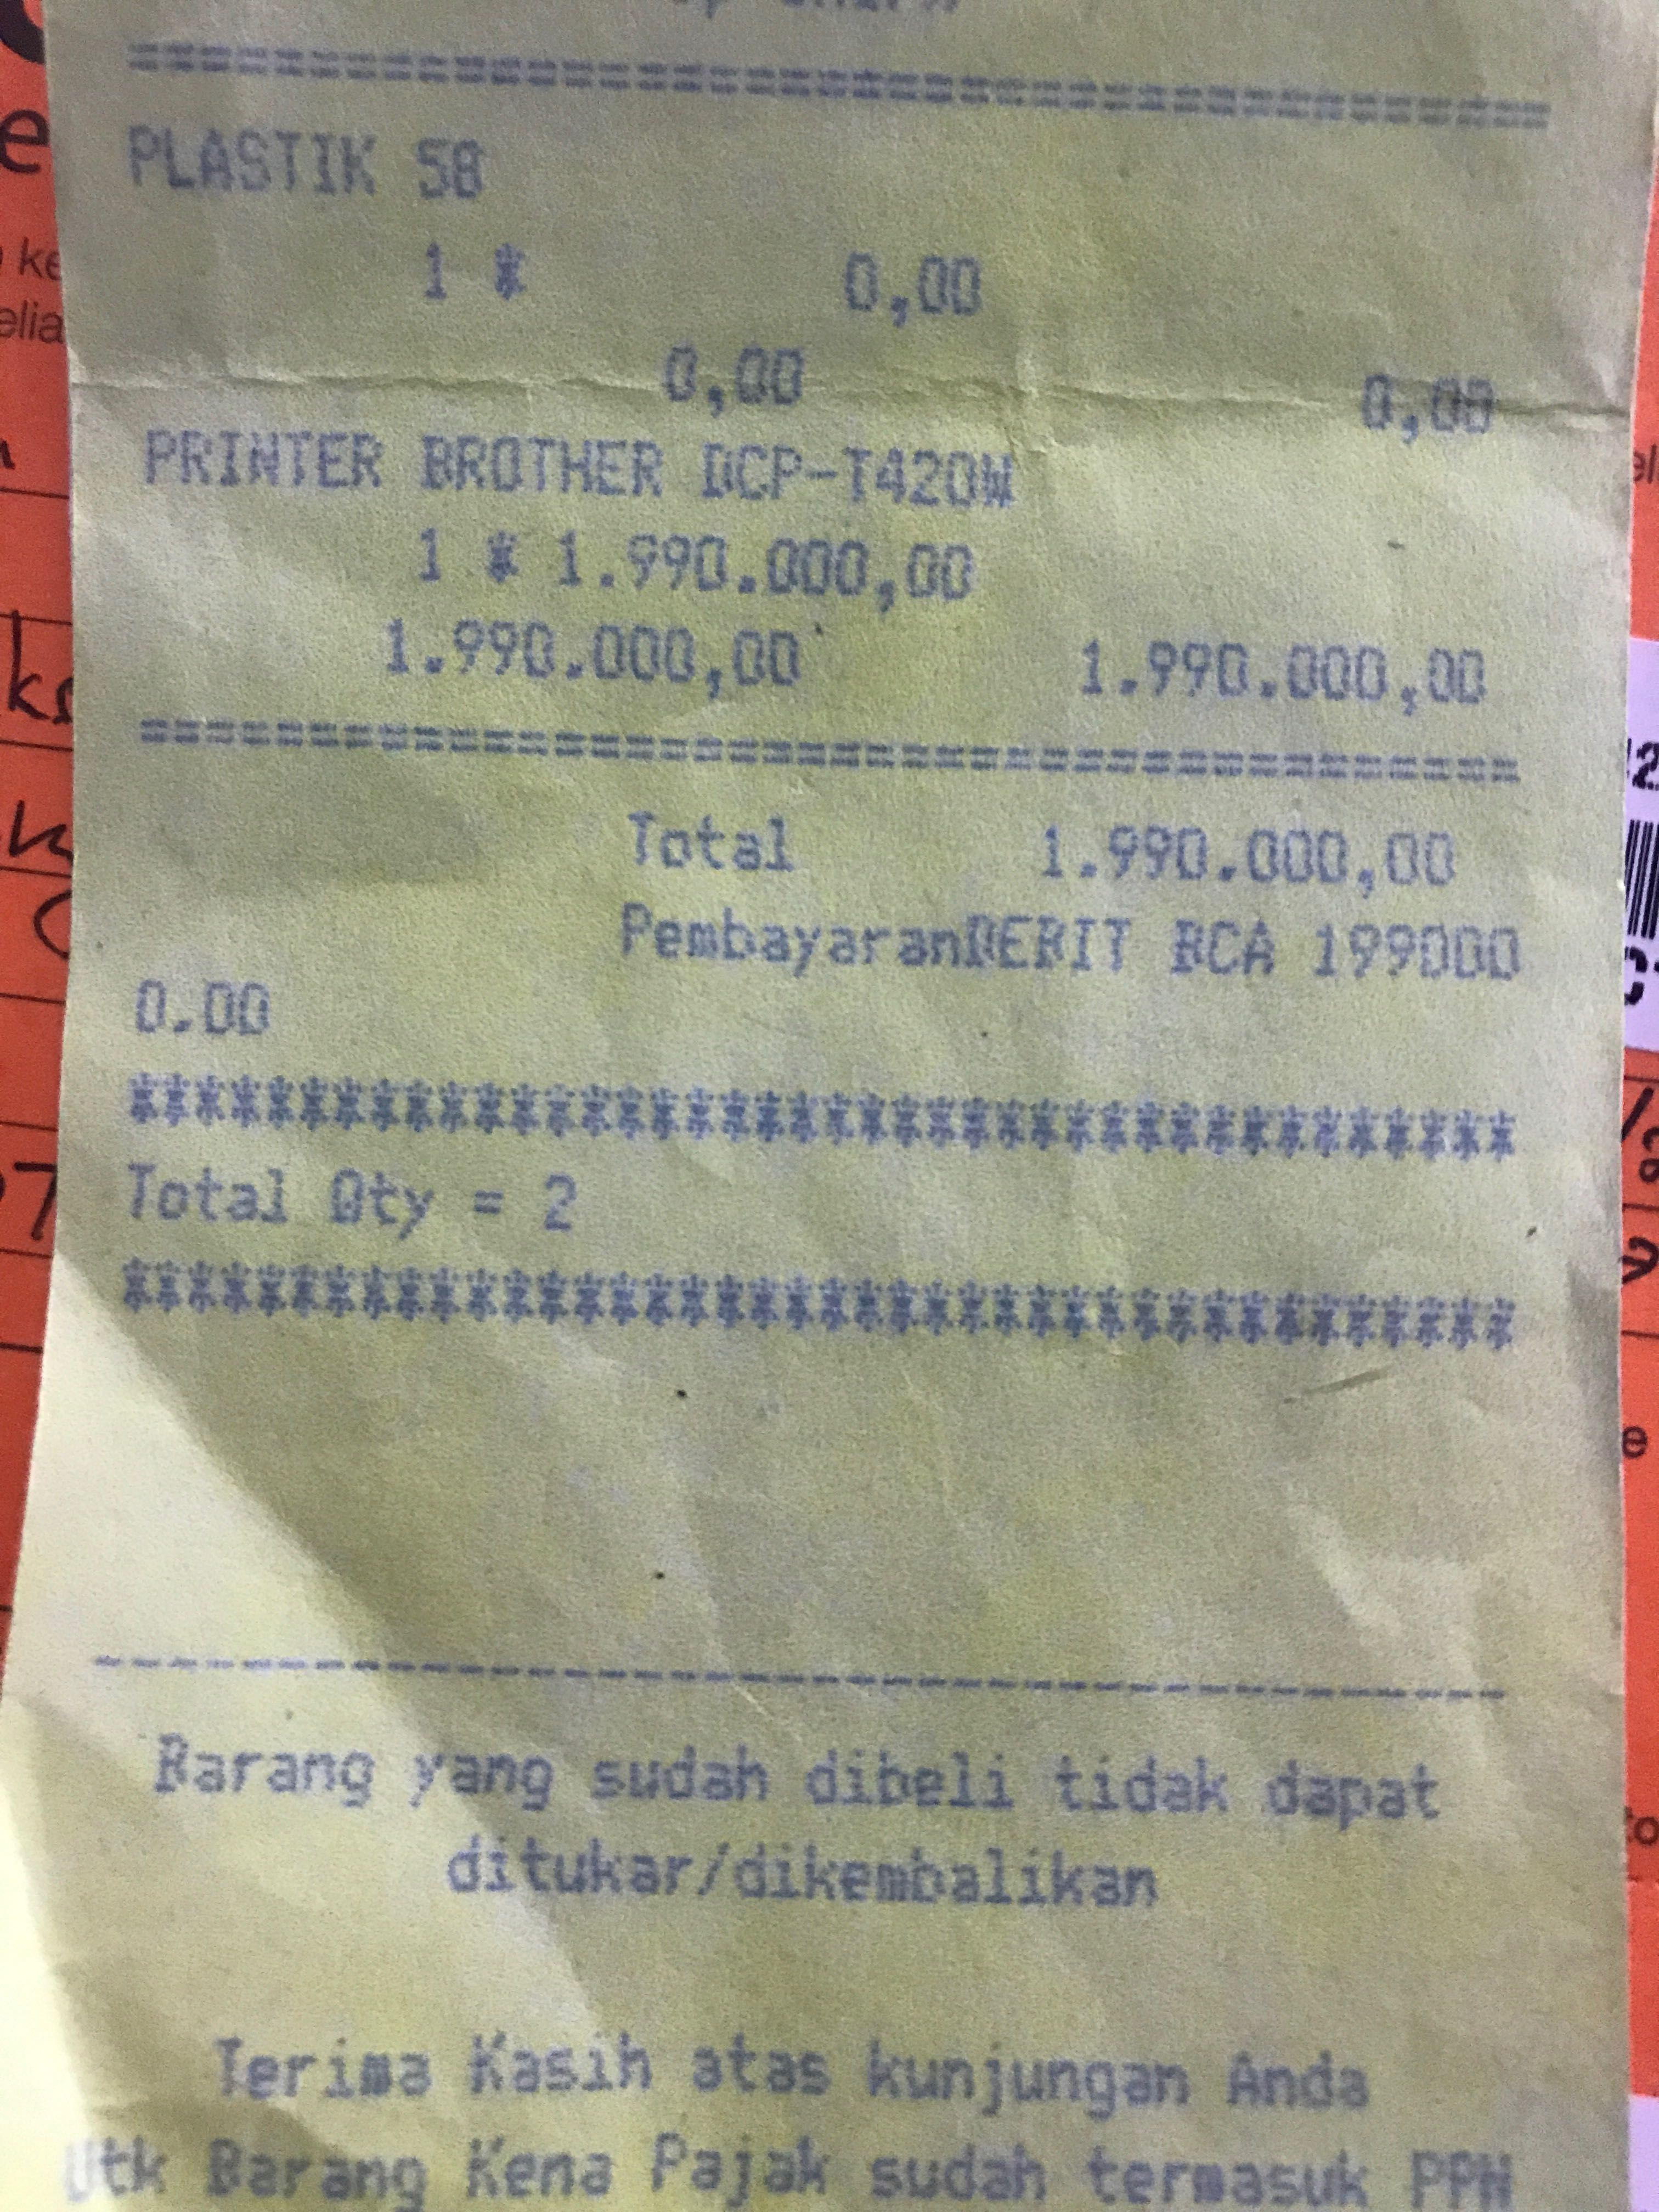 ================================================
PLASTIK 58
1 * 0,00
0,00 0,00
PRINTER BROTHER DCP-T420W
1 * 1.990.000,00
1.990.000,00 1.990.000,00
========================================
Total 1.990.000,00
PembayaranDEBIT BCA 199000
0.00
****************************************
Total Qty = 2
****************************************
----------------------------------------
Barang yang sudah dibeli tidak dapat
ditukar/dikembalikan
Terima Kasih atas kunjungan Anda
Utk Barang Kena Pajak sudah termasuk PPN